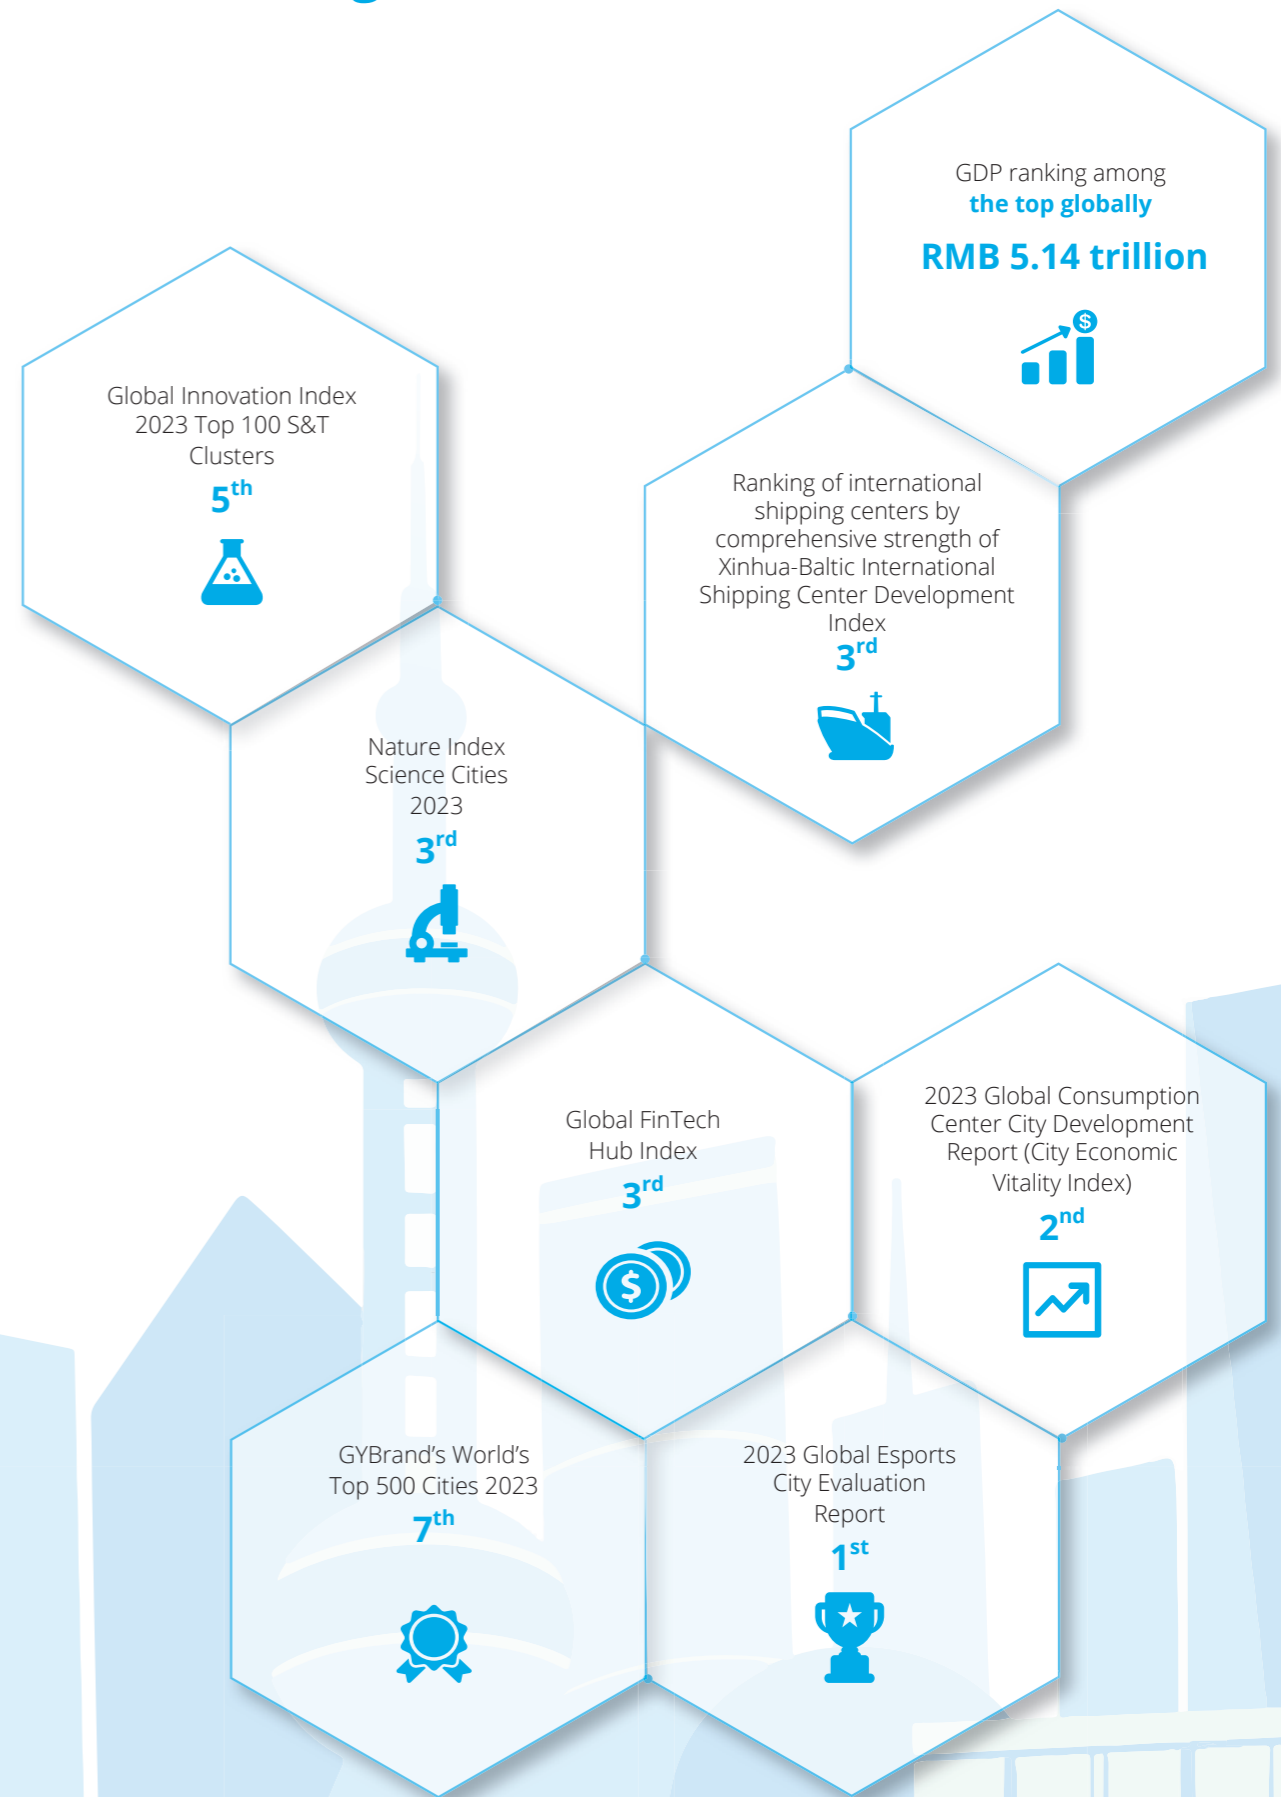 GDP ranking among
the top globally
RMB 5.14 trillion
Global Innovation Index
2023 Top 100 S&T
Clusters
5th
Ranking of international
shipping centers by
comprehensive strength of
Xinhua-Baltic International
Shipping Center Development
Index
3rd
Nature Index
Science Cities
2023
3rd
Global FinTech
Hub Index
3rd
2023 Global Consumption
Center City Development
Report (City Economic
Vitality Index)
2nd
GYBrand’s World’s
Top 500 Cities 2023
7th
2023 Global Esports
City Evaluation
Report
1st